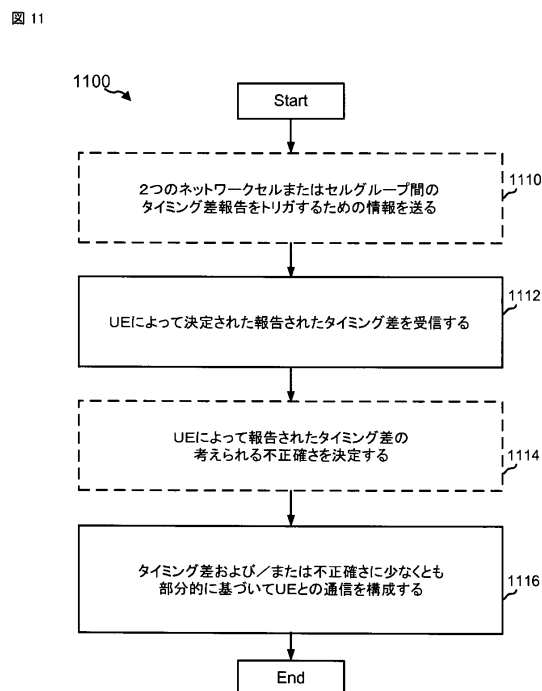 図 11
1100
Start
2つのネットワークセルまたはセルグループ間の
タイミング差報告をトリガするための情報を送る
1110
UEによって決定された報告されたタイミング差を受信する
1112
UEによって報告されたタイミング差の
考えられる不正確さを決定する
1114
タイミング差および/または不正確さに少なくとも
部分的に基づいてUEとの通信を構成する
1116
End